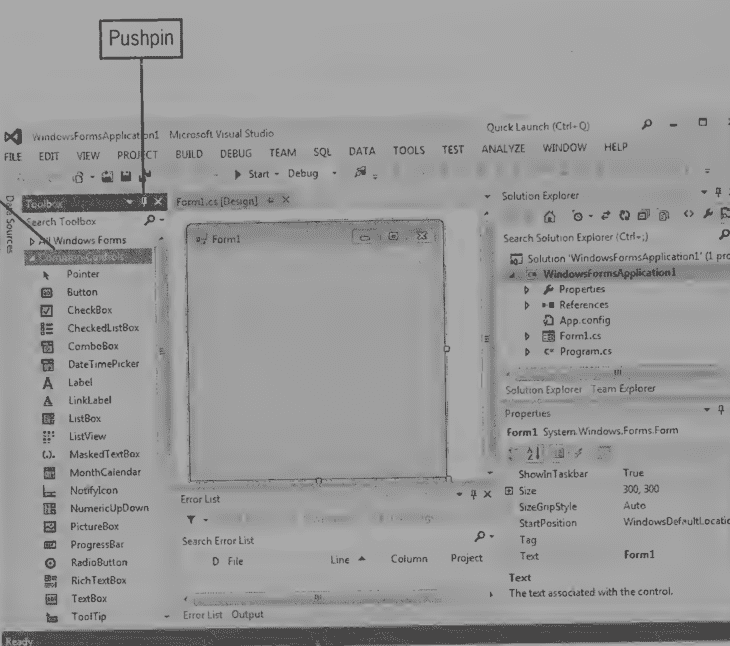 Pushpin
WindowsFormsApplication1 Microsoft Visual Studio
Quick Launch (Ctrl+Q)
FILE EDIT VIEW PROJECT BUILD DEBUG TEAM SQL DATA TOOLS TEST ANALYZE WINDOW HELP
Start Debug
Data Sources
Toolbox
Search Toolbox
All Windows Forms
Common Controls
Pointer
Button
CheckBox
CheckedListBox
ComboBox
DateTimePicker
Label
LinkLabel
ListBox
ListView
MaskedTextBox
MonthCalendar
NotifyIcon
NumericUpDown
PictureBox
ProgressBar
RadioButton
RichTextBox
TextBox
ToolTip
Form1.cs [Design]
Form1
Error List
Search Error List
D File Line Column Project
Error List Output
Solution Explorer
Search Solution Explorer (Ctrl+;)
Solution 'WindowsFormsApplication1' (1 pro
WindowsFormsApplication1
Properties
References
App.config
Form1.cs
C# Program.cs
Solution Explorer Team Explorer
Properties
Form1 System.Windows.Forms.Form
ShowInTaskbar True
Size 300, 300
SizeGripStyle Auto
StartPosition WindowsDefaultLocatio
Tag
Text Form1
Text
The text associated with the control.
Ready